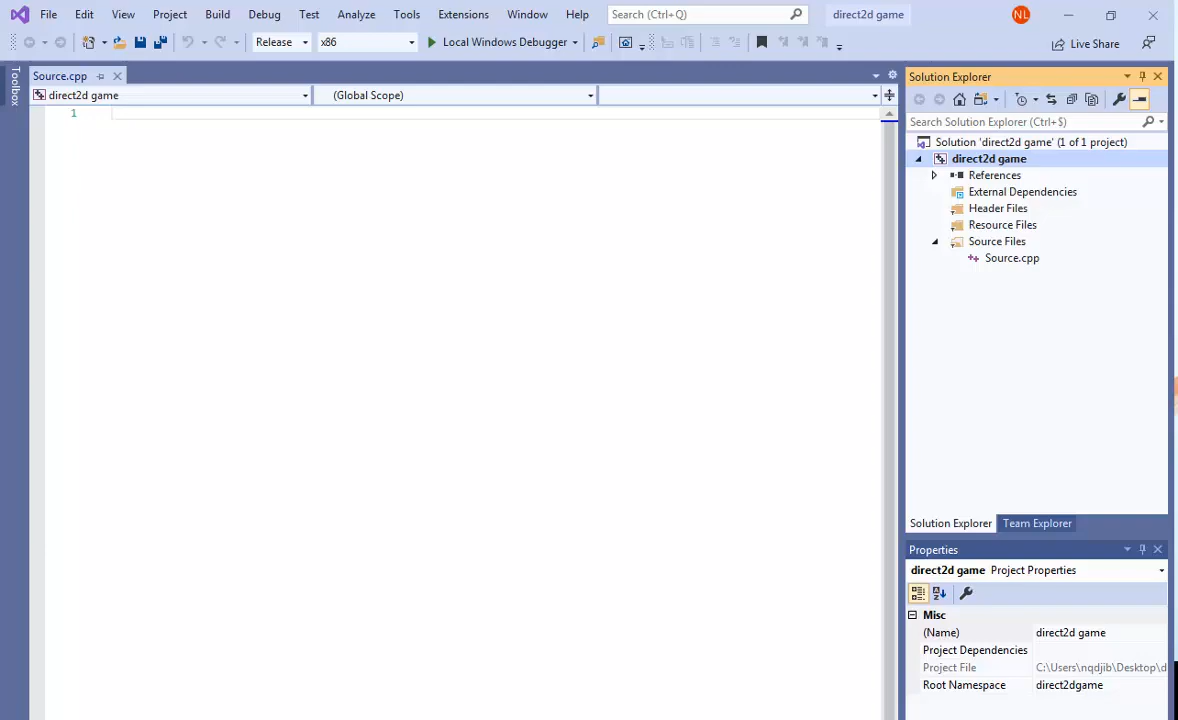 File Edit View Project Build Debug Test Analyze Tools Extensions Window Help Search (Ctrl+Q) direct2d game NL
Release x86 Local Windows Debugger Live Share
Toolbox
Source.cpp
direct2d game (Global Scope)
1
Solution Explorer
Search Solution Explorer (Ctrl+$)
Solution 'direct2d game' (1 of 1 project)
direct2d game
References
External Dependencies
Header Files
Resource Files
Source Files
Source.cpp
Solution Explorer Team Explorer
Properties
direct2d game Project Properties
Misc
(Name) direct2d game
Project Dependencies
Project File C:\Users\nqdjib\Desktop\d
Root Namespace direct2dgame